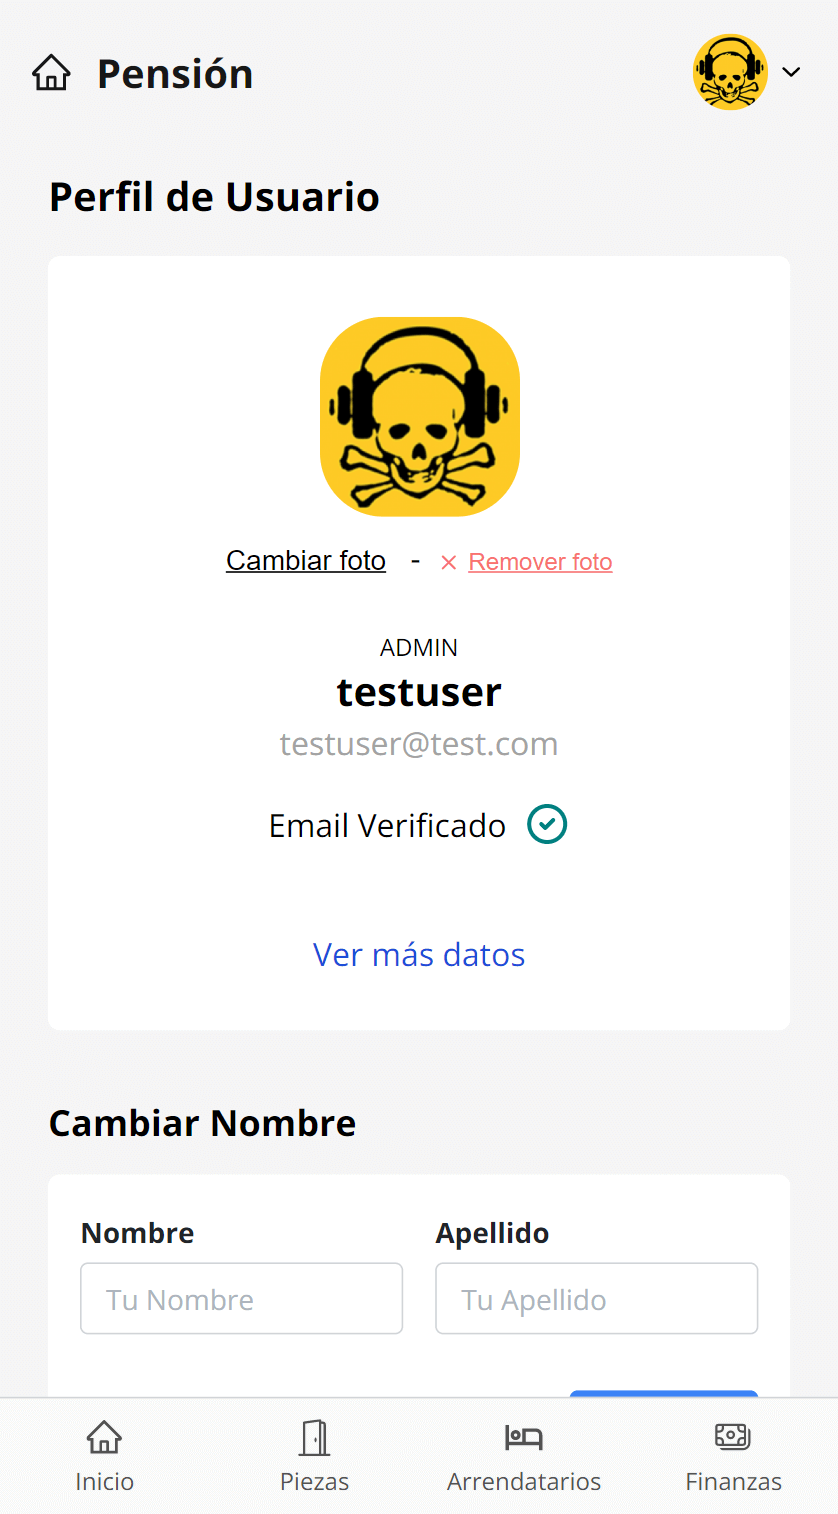 Pensión
Perfil de Usuario
Cambiar foto - × Remover foto
ADMIN
testuser
testuser@test.com
Email Verificado
Ver más datos
Cambiar Nombre
Nombre Apellido
Tu Nombre Tu Apellido
Inicio Piezas Arrendatarios Finanzas